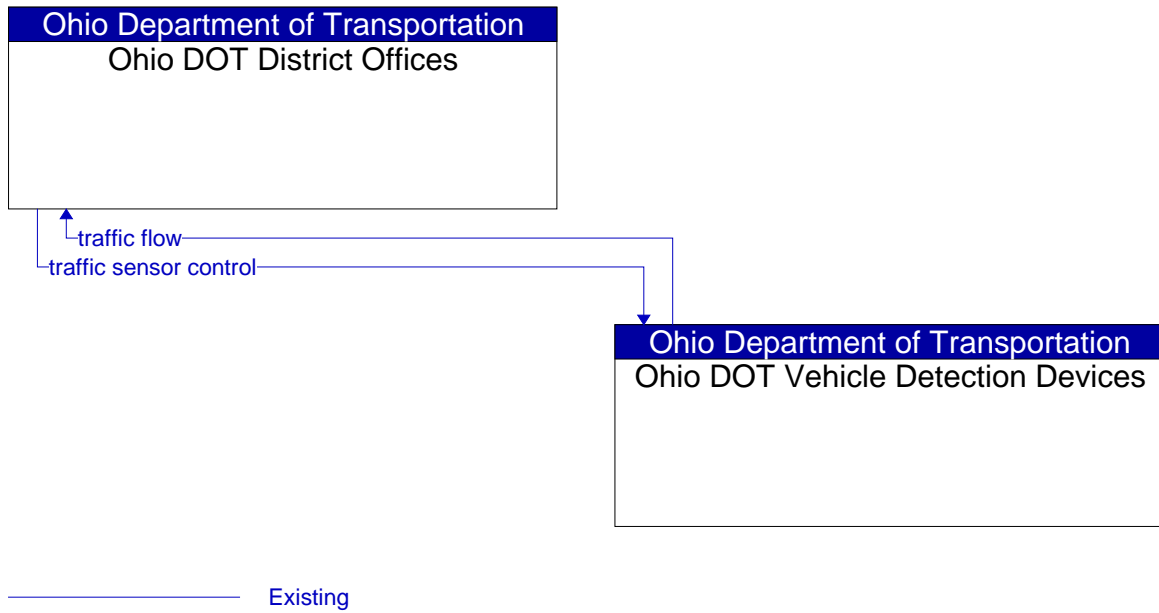 Ohio Department of Transportation
Ohio DOT District Offices
traffic flow
traffic sensor control
Ohio Department of Transportation
Ohio DOT Vehicle Detection Devices
Existing